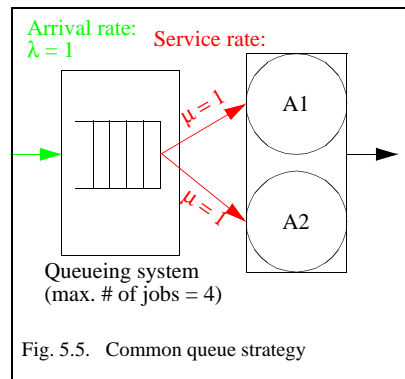 Arrival rate:
λ = 1
Service rate:
μ = 1
A1
μ = 1
A2
Queueing system
(max. # of jobs = 4)
Fig. 5.5. Common queue strategy